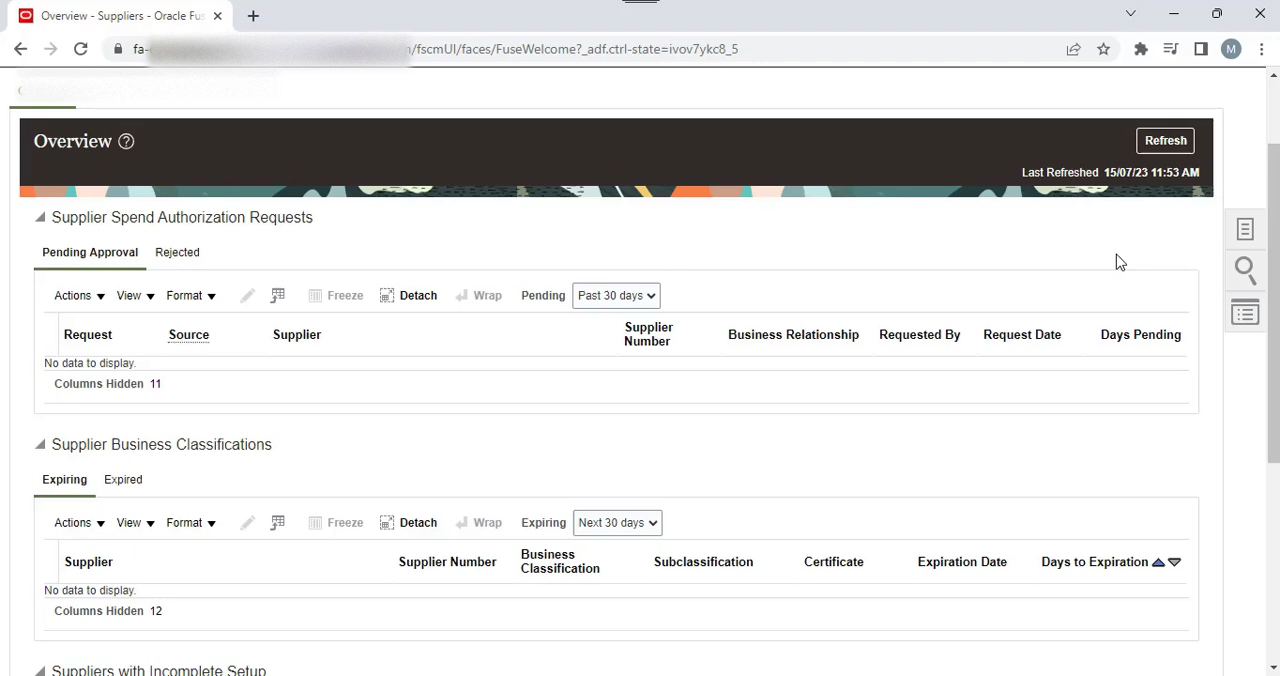 Overview - Suppliers - Oracle Fus
fa-
/fscmUI/faces/FuseWelcome?_adf.ctrl-state=ivov7ykc8_5
M
Overview ?
Refresh
Last Refreshed 15/07/23 11:53 AM
Supplier Spend Authorization Requests
Pending Approval Rejected
Actions View Format Freeze Detach Wrap Pending Past 30 days
Request Source Supplier Supplier Number Business Relationship Requested By Request Date Days Pending
No data to display.
Columns Hidden 11
Supplier Business Classifications
Expiring Expired
Actions View Format Freeze Detach Wrap Expiring Next 30 days
Supplier Supplier Number Business Classification Subclassification Certificate Expiration Date Days to Expiration
No data to display.
Columns Hidden 12
Suppliers with Incomplete Setup